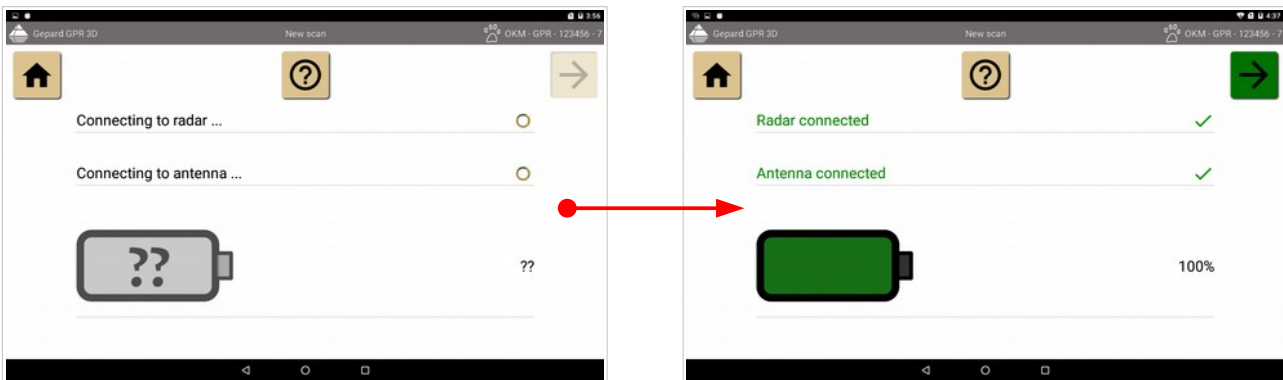 3:56
Gepard GPR 3D New scan OKM - GPR - 123456 - 7
Connecting to radar ...
Connecting to antenna ...
?? ??
4:37
Gepard GPR 3D New scan OKM - GPR - 123456 - 7
Radar connected
Antenna connected
100%